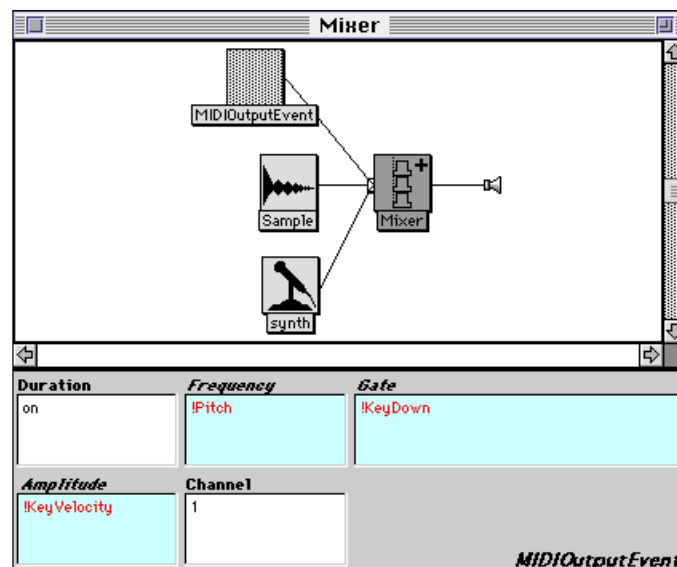 Mixer
MIDIOutputEvent
Sample
Mixer
synth
Duration
Frequency
Gate
on
!Pitch
!KeyDown
Amplitude
Channel
!KeyVelocity
1
MIDIOutputEvent